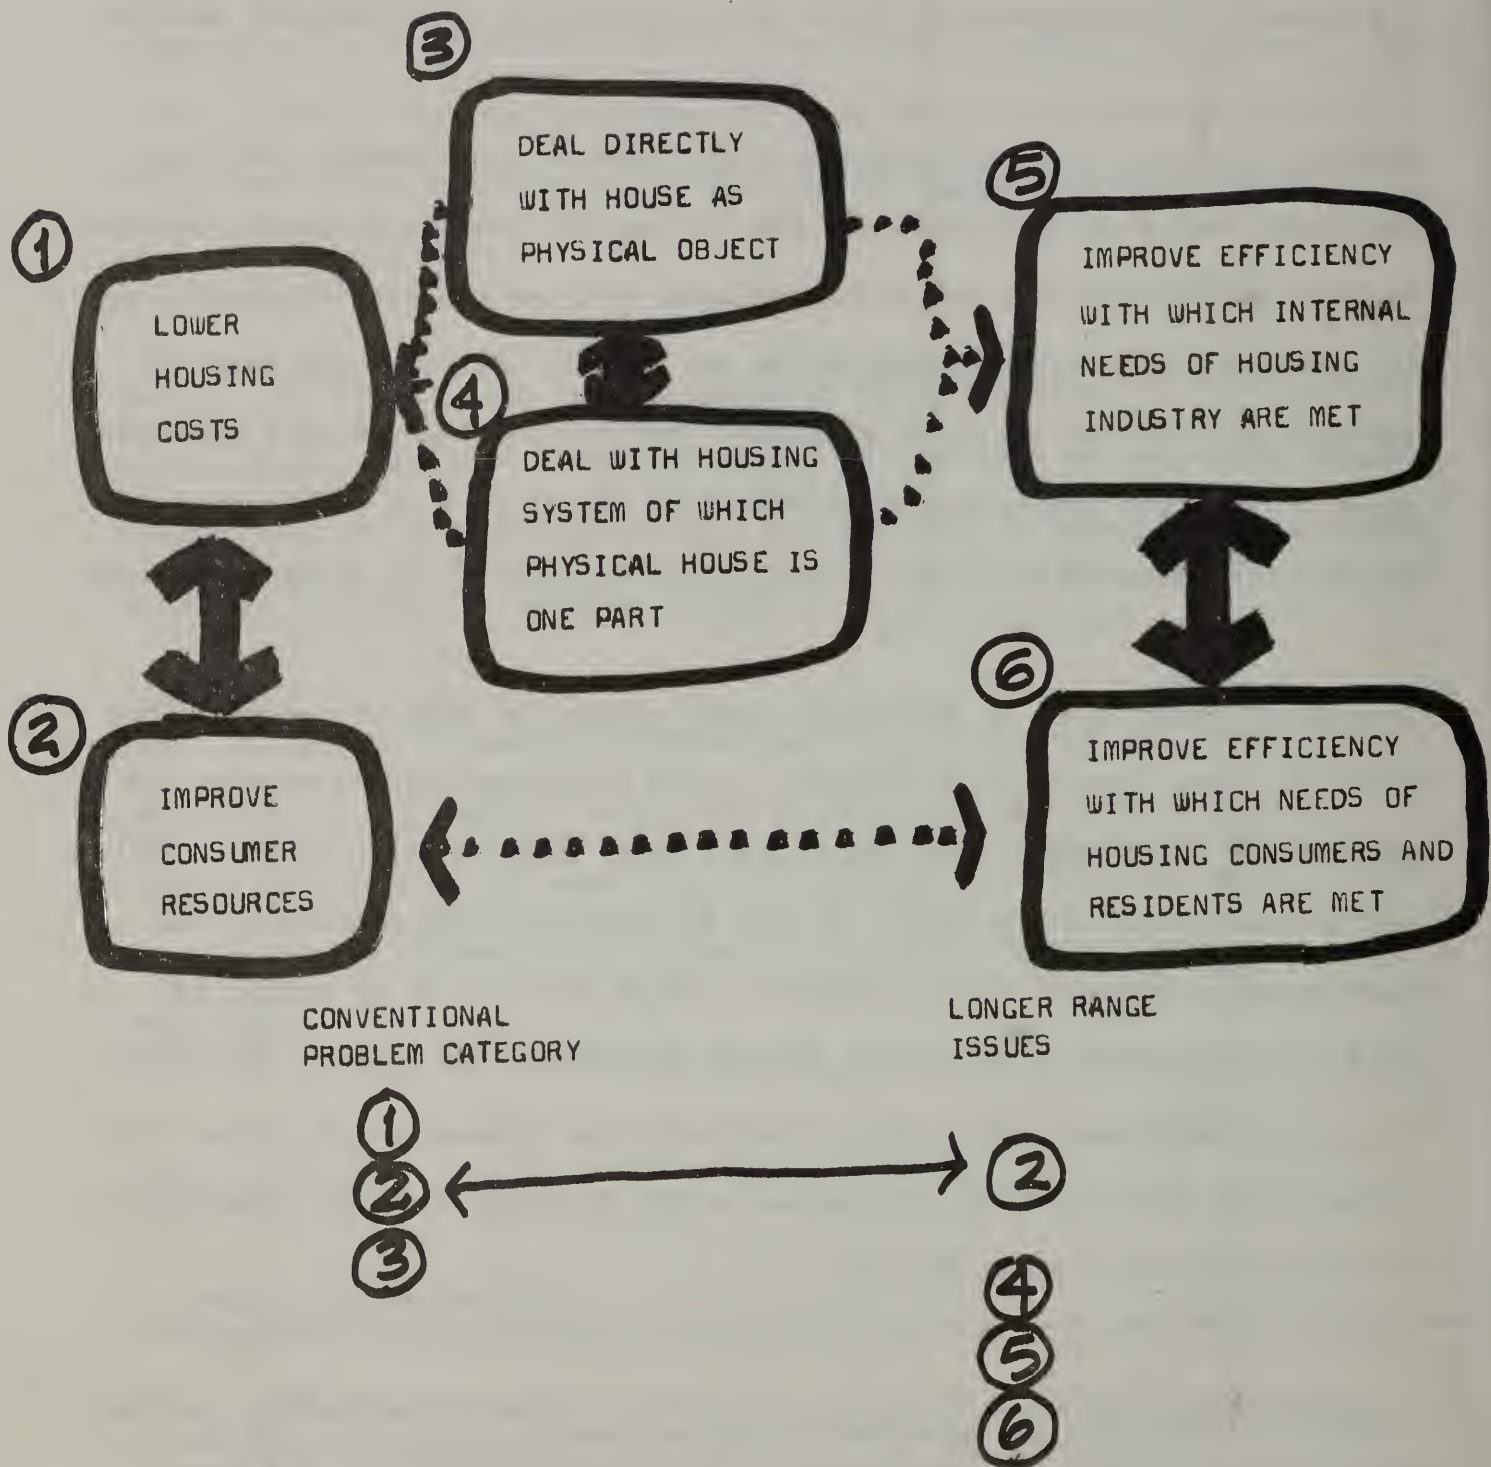 3
DEAL DIRECTLY
WITH HOUSE AS
PHYSICAL OBJECT
1
LOWER
HOUSING
COSTS
4
DEAL WITH HOUSING
SYSTEM OF WHICH
PHYSICAL HOUSE IS
ONE PART
5
IMPROVE EFFICIENCY
WITH WHICH INTERNAL
NEEDS OF HOUSING
INDUSTRY ARE MET
2
IMPROVE
CONSUMER
RESOURCES
6
IMPROVE EFFICIENCY
WITH WHICH NEEDS OF
HOUSING CONSUMERS AND
RESIDENTS ARE MET
CONVENTIONAL
PROBLEM CATEGORY
1
2
3
LONGER RANGE
ISSUES
2
4
5
6